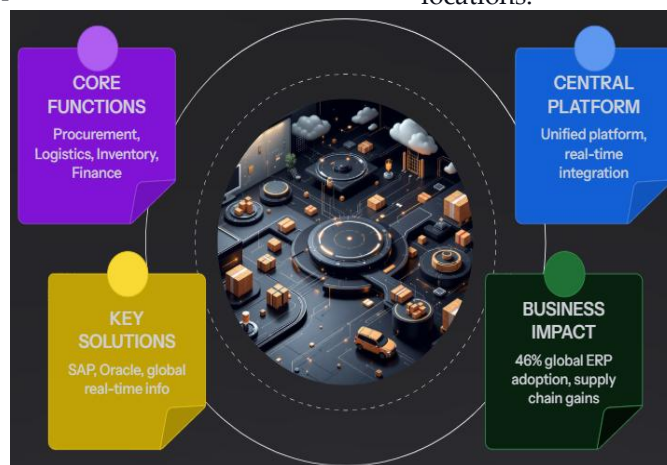 locations.
CORE
FUNCTIONS
Procurement,
Logistics, Inventory,
Finance
CENTRAL
PLATFORM
Unified platform,
real-time
integration
KEY
SOLUTIONS
SAP, Oracle, global
real-time info
BUSINESS
IMPACT
46% global ERP
adoption, supply
chain gains